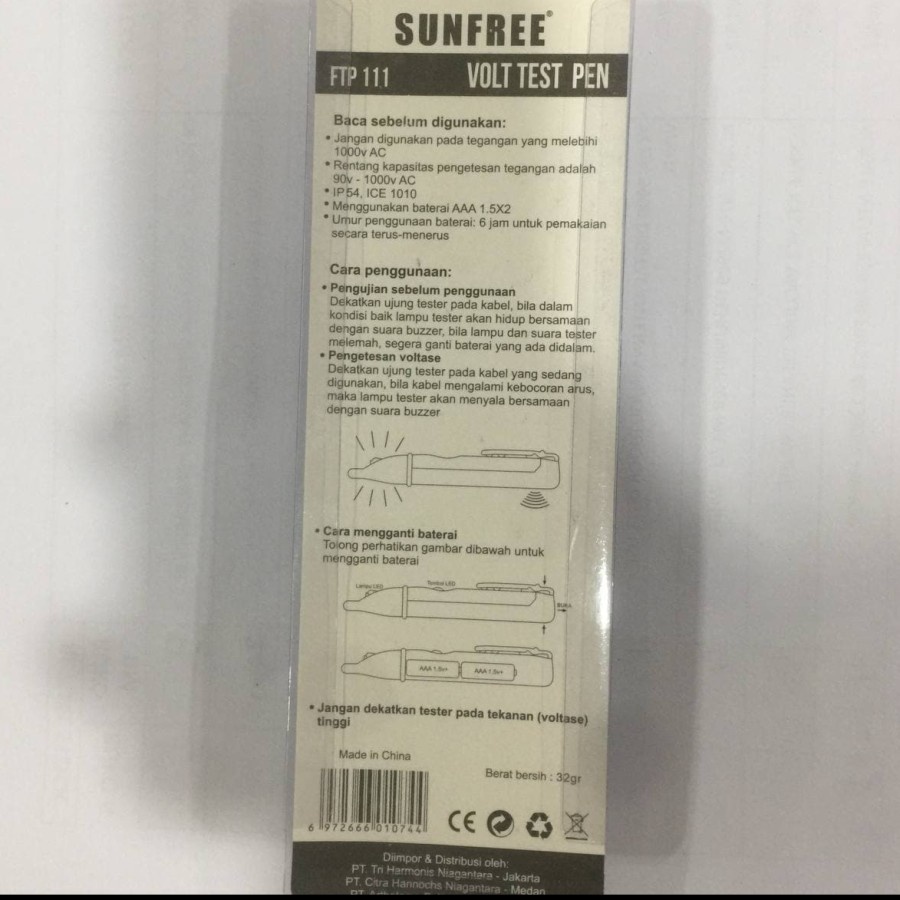 SUNFREE®
FTP 111 VOLT TEST PEN
Baca sebelum digunakan:
• Jangan digunakan pada tegangan yang melebihi
1000v AC
• Rentang kapasitas pengetesan tegangan adalah
90v - 1000v AC
• IP 54, ICE 1010
• Menggunakan baterai AAA 1.5X2
• Umur penggunaan baterai: 6 jam untuk pemakaian
secara terus-menerus
Cara penggunaan:
• Pengujian sebelum penggunaan
Dekatkan ujung tester pada kabel, bila dalam
kondisi baik lampu tester akan hidup bersamaan
dengan suara buzzer, bila lampu dan suara tester
melemah, segera ganti baterai yang ada didalam.
• Pengetesan voltase
Dekatkan ujung tester pada kabel yang sedang
digunakan, bila kabel mengalami kebocoran arus,
maka lampu tester akan menyala bersamaan
dengan suara buzzer
• Cara mengganti baterai
Tolong perhatikan gambar dibawah untuk
mengganti baterai
Lampu LED
Tombol LED
BUKA
AAA 1.5v+ AAA 1.5v+
• Jangan dekatkan tester pada tekanan (voltase)
tinggi
Made in China
Berat bersih : 32gr
6 972666 010744
CE
Diimpor & Distribusi oleh:
PT. Tri Harmonis Niagantara - Jakarta
PT. Citra Hannochs Niagantara - Medan